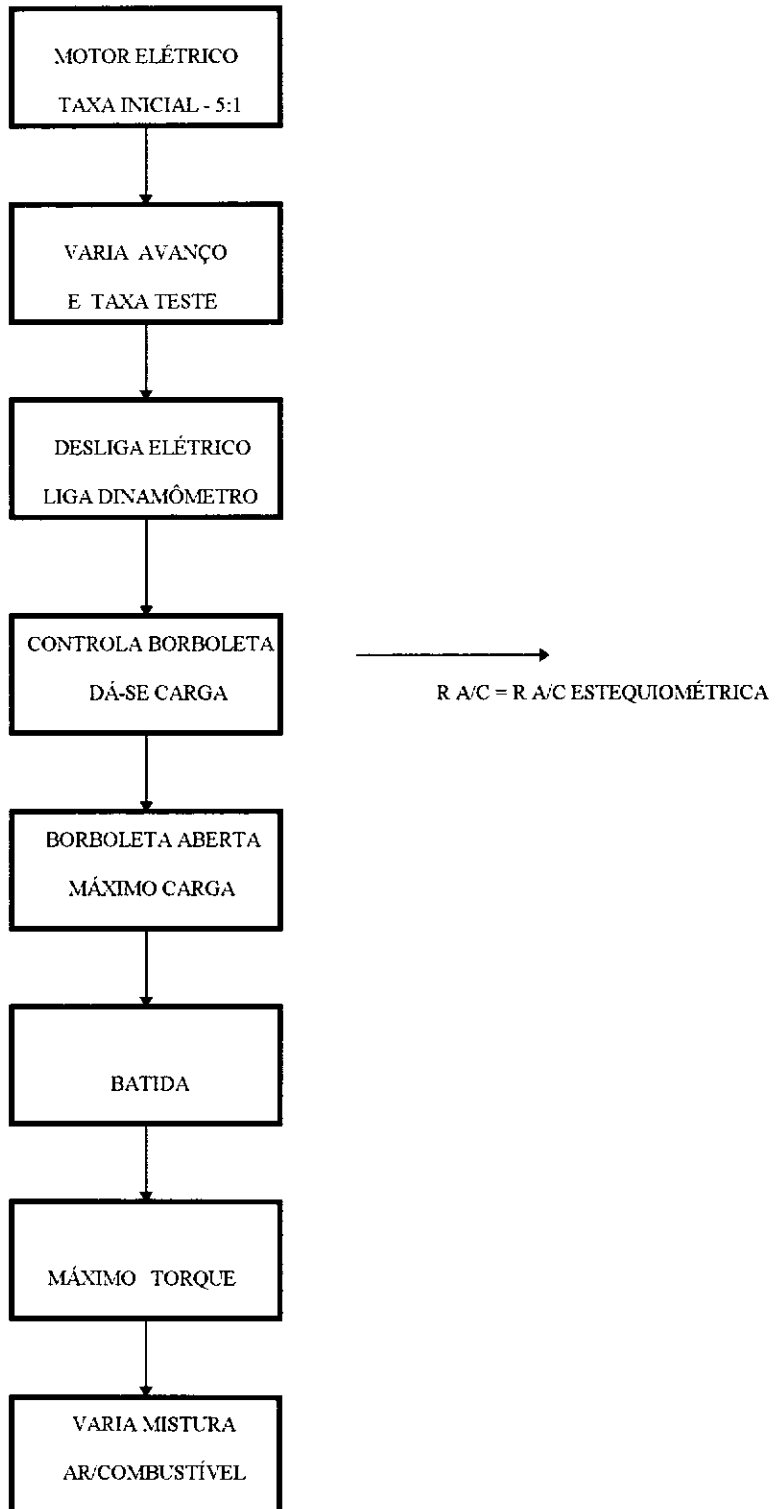 MOTOR ELÉTRICO
TAXA INICIAL - 5:1
VARIA AVANÇO
E TAXA TESTE
DESLIGA ELÉTRICO
LIGA DINAMÔMETRO
CONTROLA BORBOLETA
DÁ-SE CARGA
R A/C = R A/C ESTEQUIOMÉTRICA
BORBOLETA ABERTA
MÁXIMO CARGA
BATIDA
MÁXIMO TORQUE
VARIA MISTURA
AR/COMBUSTÍVEL